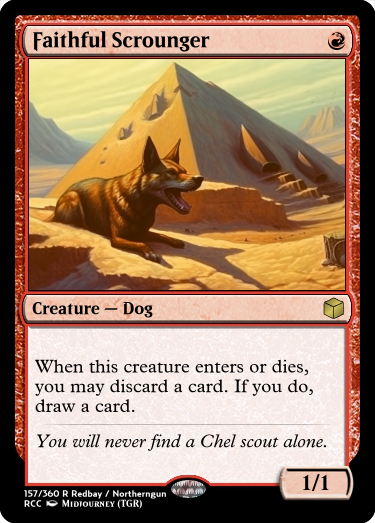 Faithful Scrounger
Creature — Dog
When this creature enters or dies,
you may discard a card. If you do,
draw a card.
You will never find a Chel scout alone.
1/1
157/360 R Redbay / Northerngun
RCC Midjourney (TGR)